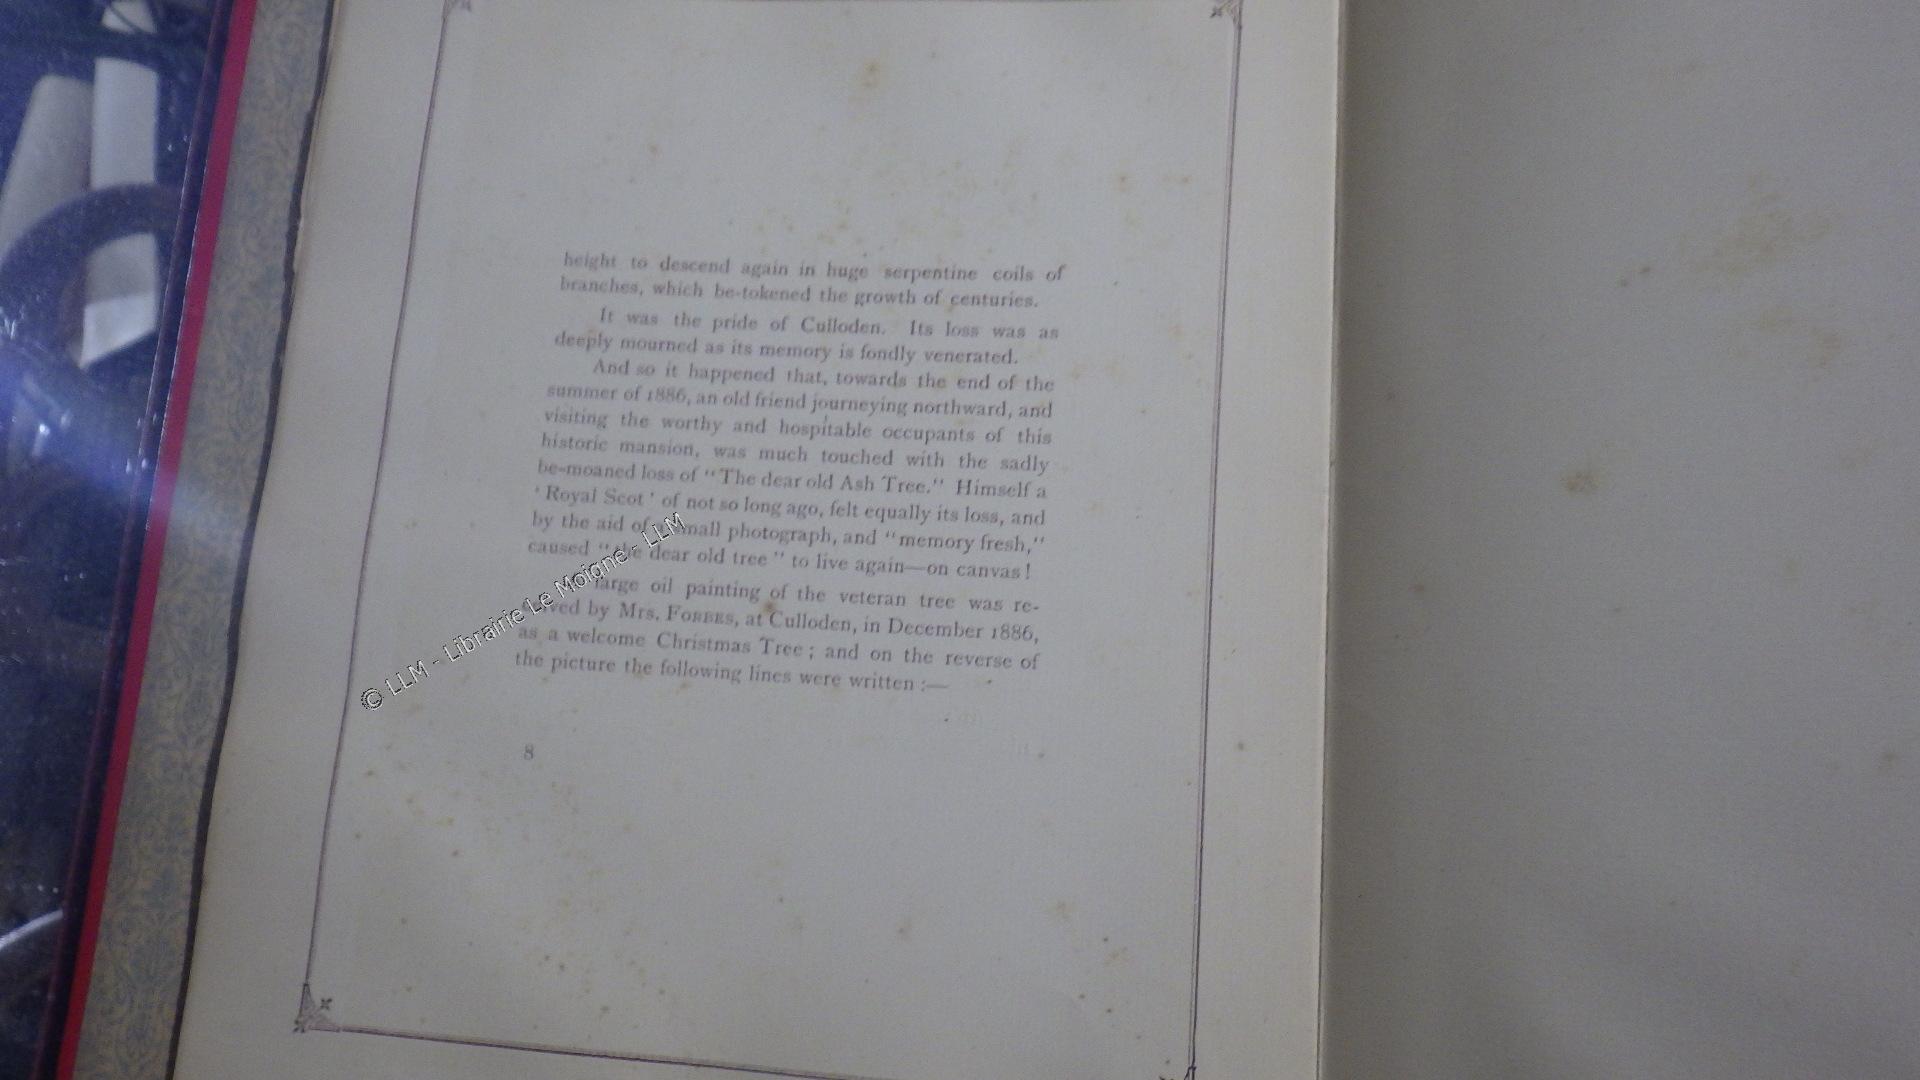 height to descend again in huge serpentine coils of
branches, which be-tokened the growth of centuries.
It was the pride of Culloden. Its loss was as
deeply mourned as its memory is fondly venerated.
And so it happened that, towards the end of the
summer of 1886, an old friend journeying northward, and
visiting the worthy and hospitable occupants of this
historic mansion, was much touched with the sadly
be-moaned loss of "The dear old Ash Tree." Himself a
'Royal Scot' of not so long ago, felt equally its loss, and
by the aid of small photograph, and "memory fresh,"
caused "the dear old tree" to live again—on canvas!
large oil painting of the veteran tree was re-
by Mrs. FORBES, at Culloden, in December 1886,
as a welcome Christmas Tree; and on the reverse of
the picture the following lines were written :—
8
© LLM - Librairie Le Moigne - LLM